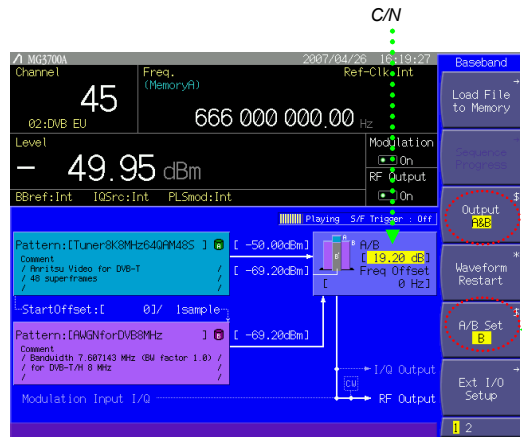 C/N
MG3700A 2007/04/26 16:19:27
Baseband
Channel
45
02:DVB EU
Freq.
(MemoryA)
Ref-Clk:Int
666 000 000.00 Hz
Level
- 49.95 dBm
Modulation
On
RF Output
On
BBref:Int IQSrc:Int PLSmod:Int
Playing S/F Trigger : Off
Pattern:[Tuner8K8MHz64QAM48S ] A
Comment
/ Anritsu Video for DVB-T /
/ 48 superframes /
/ /
[ -50.00dBm]
[ -69.20dBm]
A
B
A/B
[ 19.20 dB]
Freq Offset
[ 0 Hz]
StartOffset:[ 0]/ 1sample
Pattern:[AWGNforDVB8MHz ] B
Comment
/ Bandwidth 7.607143 MHz (BW factor 1.0) /
/ for DVB-T/H 8 MHz /
/ /
[ -69.20dBm]
Modulation Input I/Q
I/Q Output
CW
RF Output
Load File
to Memory
Sequence
Progress
Output
A&B
Waveform
Restart
A/B Set
B
Ext I/O
Setup
1 2